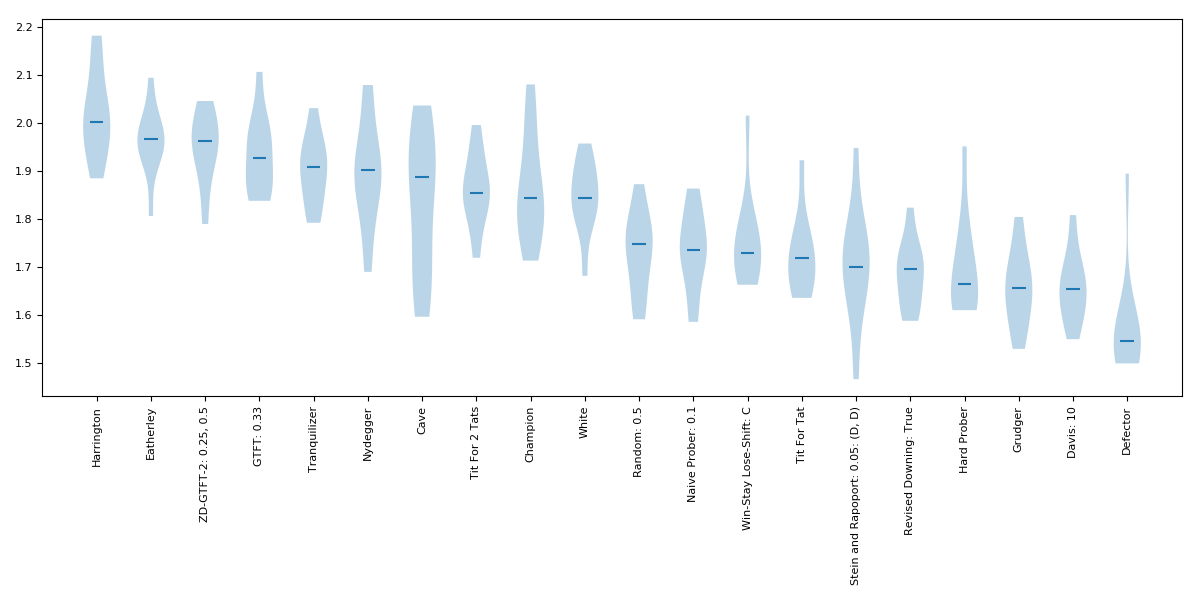 2.2
2.1
2.0
1.9
1.8
1.7
1.6
1.5
Harrington
Eatherley
ZD-GTFT-2: 0.25, 0.5
GTFT: 0.33
Tranquilizer
Nydegger
Cave
Tit For 2 Tats
Champion
White
Random: 0.5
Naive Prober: 0.1
Win-Stay Lose-Shift: C
Tit For Tat
Stein and Rapoport: 0.05: (D, D)
Revised Downing: True
Hard Prober
Grudger
Davis: 10
Defector